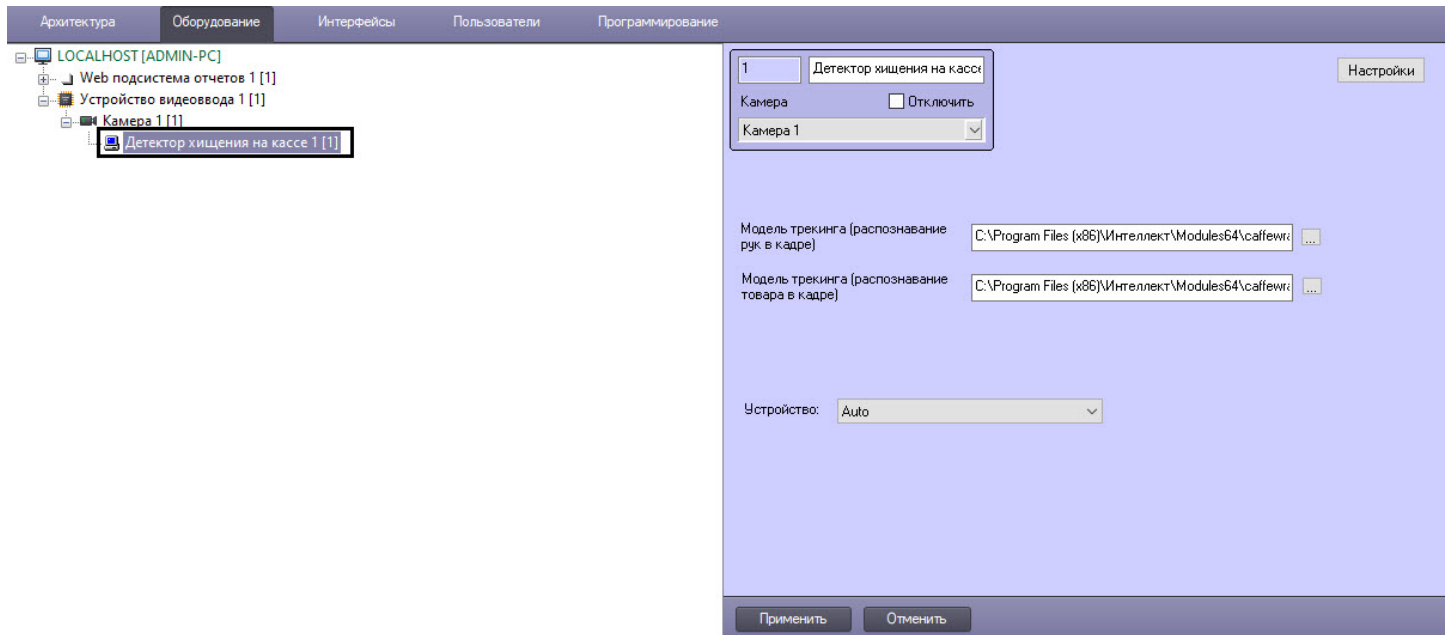 Архитектура Оборудование Интерфейсы Пользователи Программирование
LOCALHOST [ADMIN-PC]
Web подсистема отчетов 1 [1]
Устройство видеоввода 1 [1]
Камера 1 [1]
Детектор хищения на кассе 1 [1]
1 Детектор хищения на кассе
Настройки
Камера Отключить
Камера 1
Модель трекинга (распознавание
рук в кадре)
C:\Program Files (x86)\Интеллект\Modules64\caffewra
...
Модель трекинга (распознавание
товара в кадре)
C:\Program Files (x86)\Интеллект\Modules64\caffewra
...
Устройство: Auto
Применить Отменить